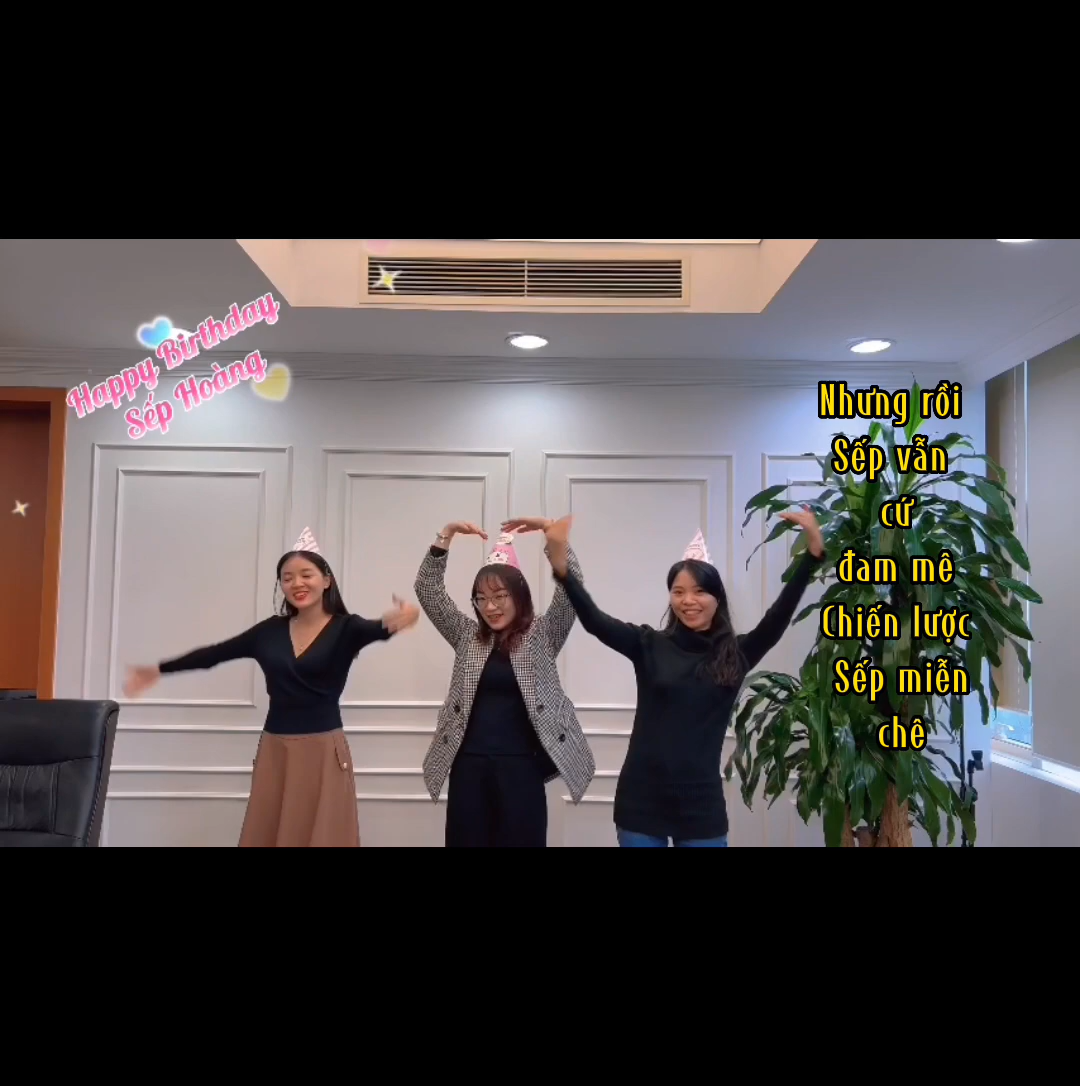 Happy Birthday
Sếp Hoàng
Nhưng rồi
Sếp vẫn
cứ
đam mê
Chiến lược
Sếp miễn
chê